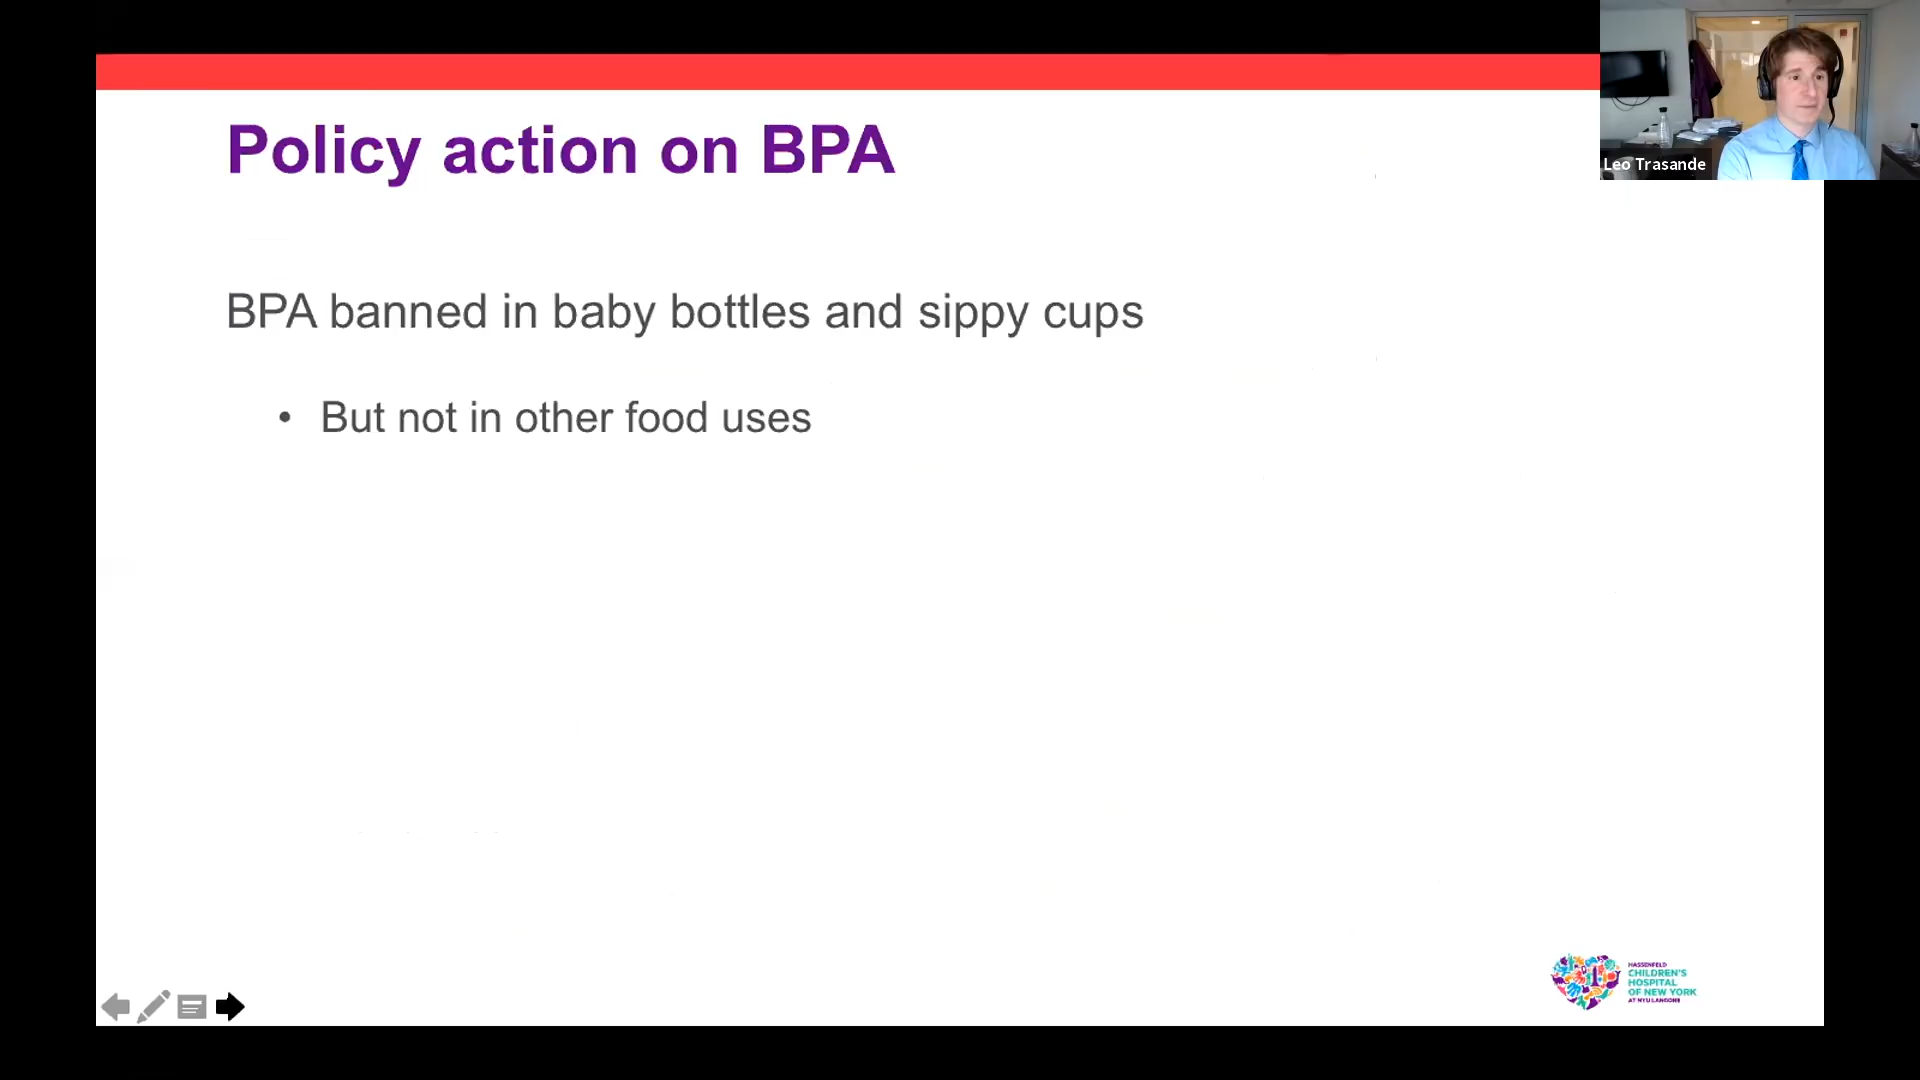 Policy action on BPA
Leo Trasande
BPA banned in baby bottles and sippy cups
• But not in other food uses
HASSENFELD
CHILDREN'S
HOSPITAL
OF NEW YORK
AT NYU LANGONE